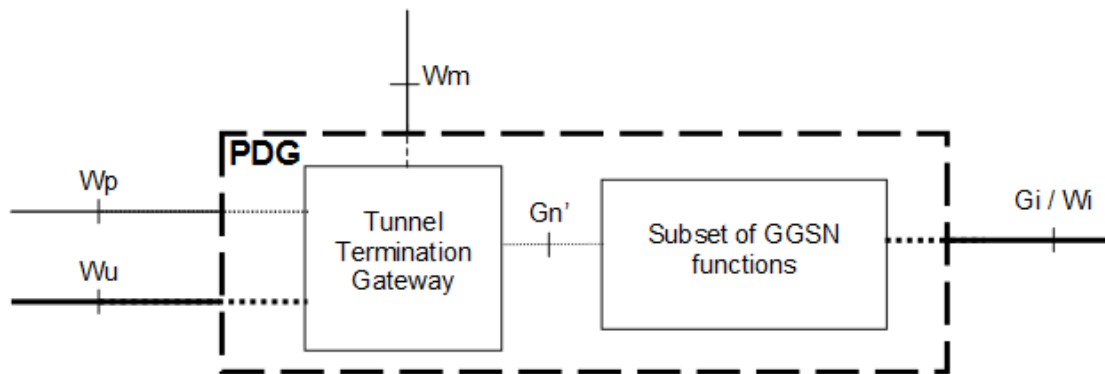 Wm
PDG
Wp
Tunnel
Termination
Gateway
Gn’
Subset of GGSN
functions
Gi / Wi
Wu